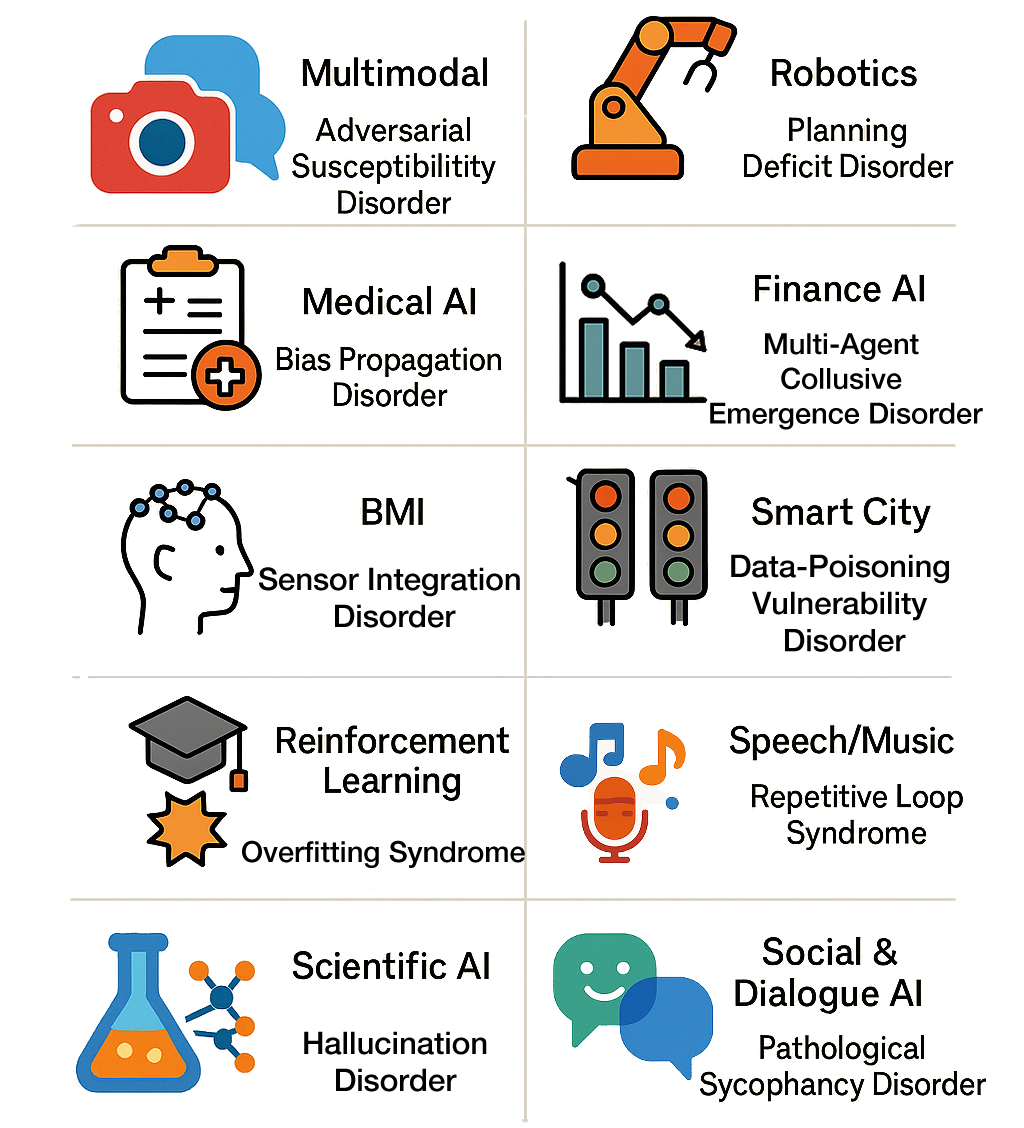 Multimodal
Adversarial
Susceptibilitity
Disorder
Robotics
Planning
Deficit Disorder
Medical AI
Bias Propagation
Disorder
Finance AI
Multi-Agent
Collusive
Emergence Disorder
BMI
Sensor Integration
Disorder
Smart City
Data-Poisoning
Vulnerability
Disorder
Reinforcement
Learning
Overfitting Syndrome
Speech/Music
Repetitive Loop
Syndrome
Scientific AI
Hallucination
Disorder
Social &
Dialogue AI
Pathological
Sycophancy Disorder